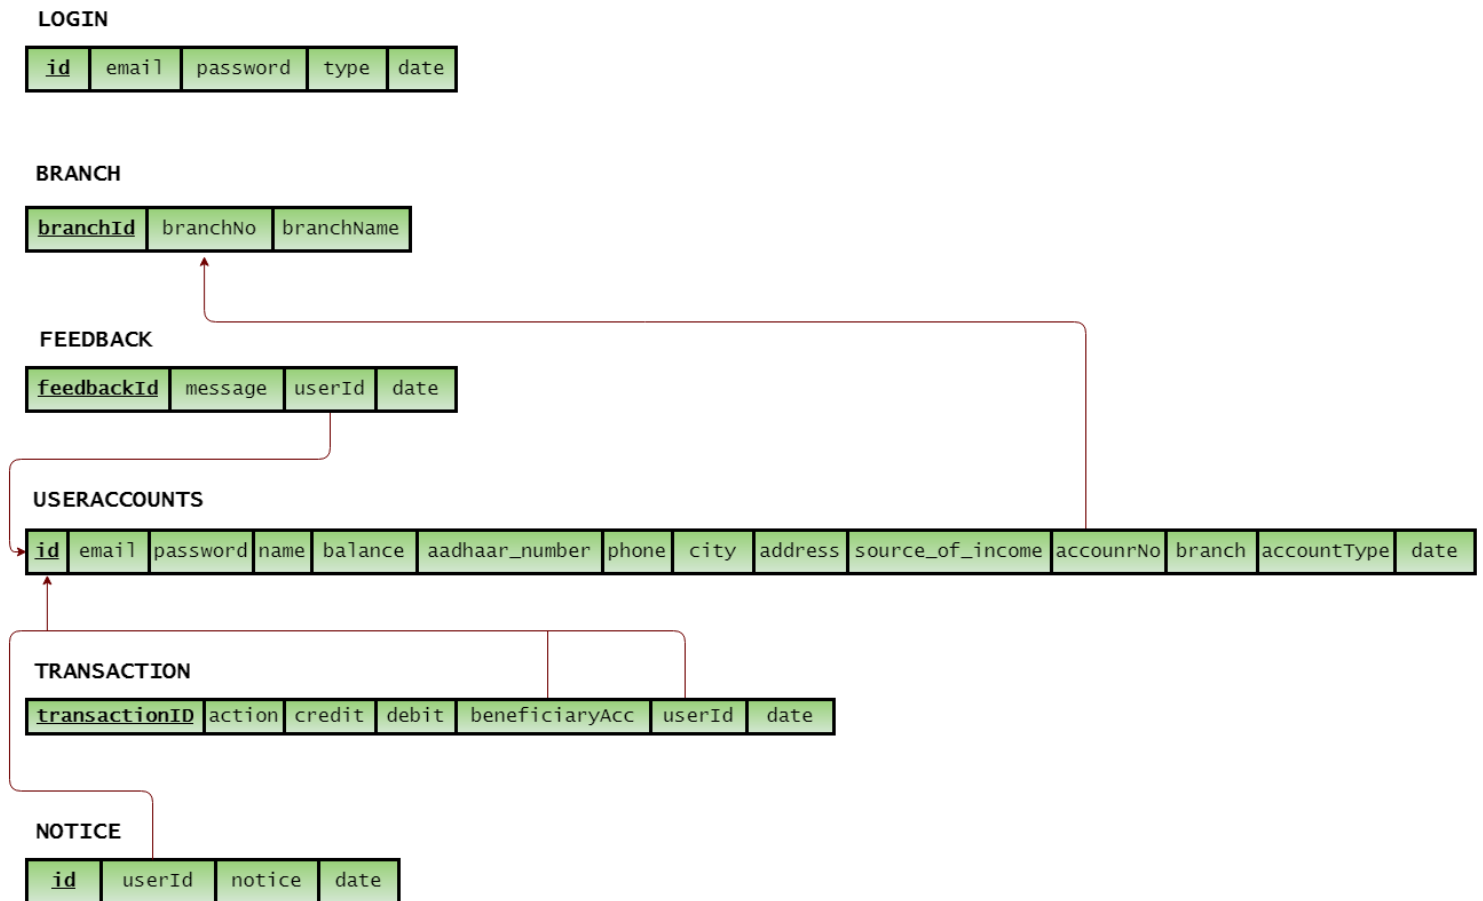 LOGIN
id email password type date
BRANCH
branchId branchNo branchName
FEEDBACK
feedbackId message userId date
USERACCOUNTS
id email password name balance aadhaar_number phone city address source_of_income accounrNo branch accountType date
TRANSACTION
transactionID action credit debit beneficiaryAcc userId date
NOTICE
id userId notice date